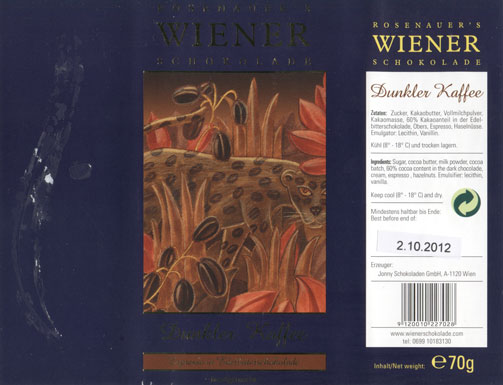 ROSENAUER'S
WIENER
SCHOKOLADE
Dunkler Kaffee
ROSENAUER'S
WIENER
SCHOKOLADE
Dunkler Kaffee
Zutaten: Zucker, Kakaobutter, Vollmilchpulver,
Kakaomasse, 60% Kakaoanteil in der Edel-
bitterschokolade, Obers, Espresso, Haselnüsse.
Emulgator: Lecithin, Vanillin.
Kühl (8° - 18° C) und trocken lagern.
Ingredients: Sugar, cocoa butter, milk powder, cocoa
batch, 60% cocoa content in the dark chocolade,
cream, espresso, hazelnuts. Emulsifier: lecithin,
vanilla.
Keep cool (8° - 18° C) and dry.
Mindestens haltbar bis Ende:
Best before end of:
2.10.2012
Erzeuger:
Jonny Schokoladen GmbH, A-1120 Wien
9 120010 227028
www.wienerschokolade.com
tel: 0699 10183130
Inhalt/Net weight: ℮70g